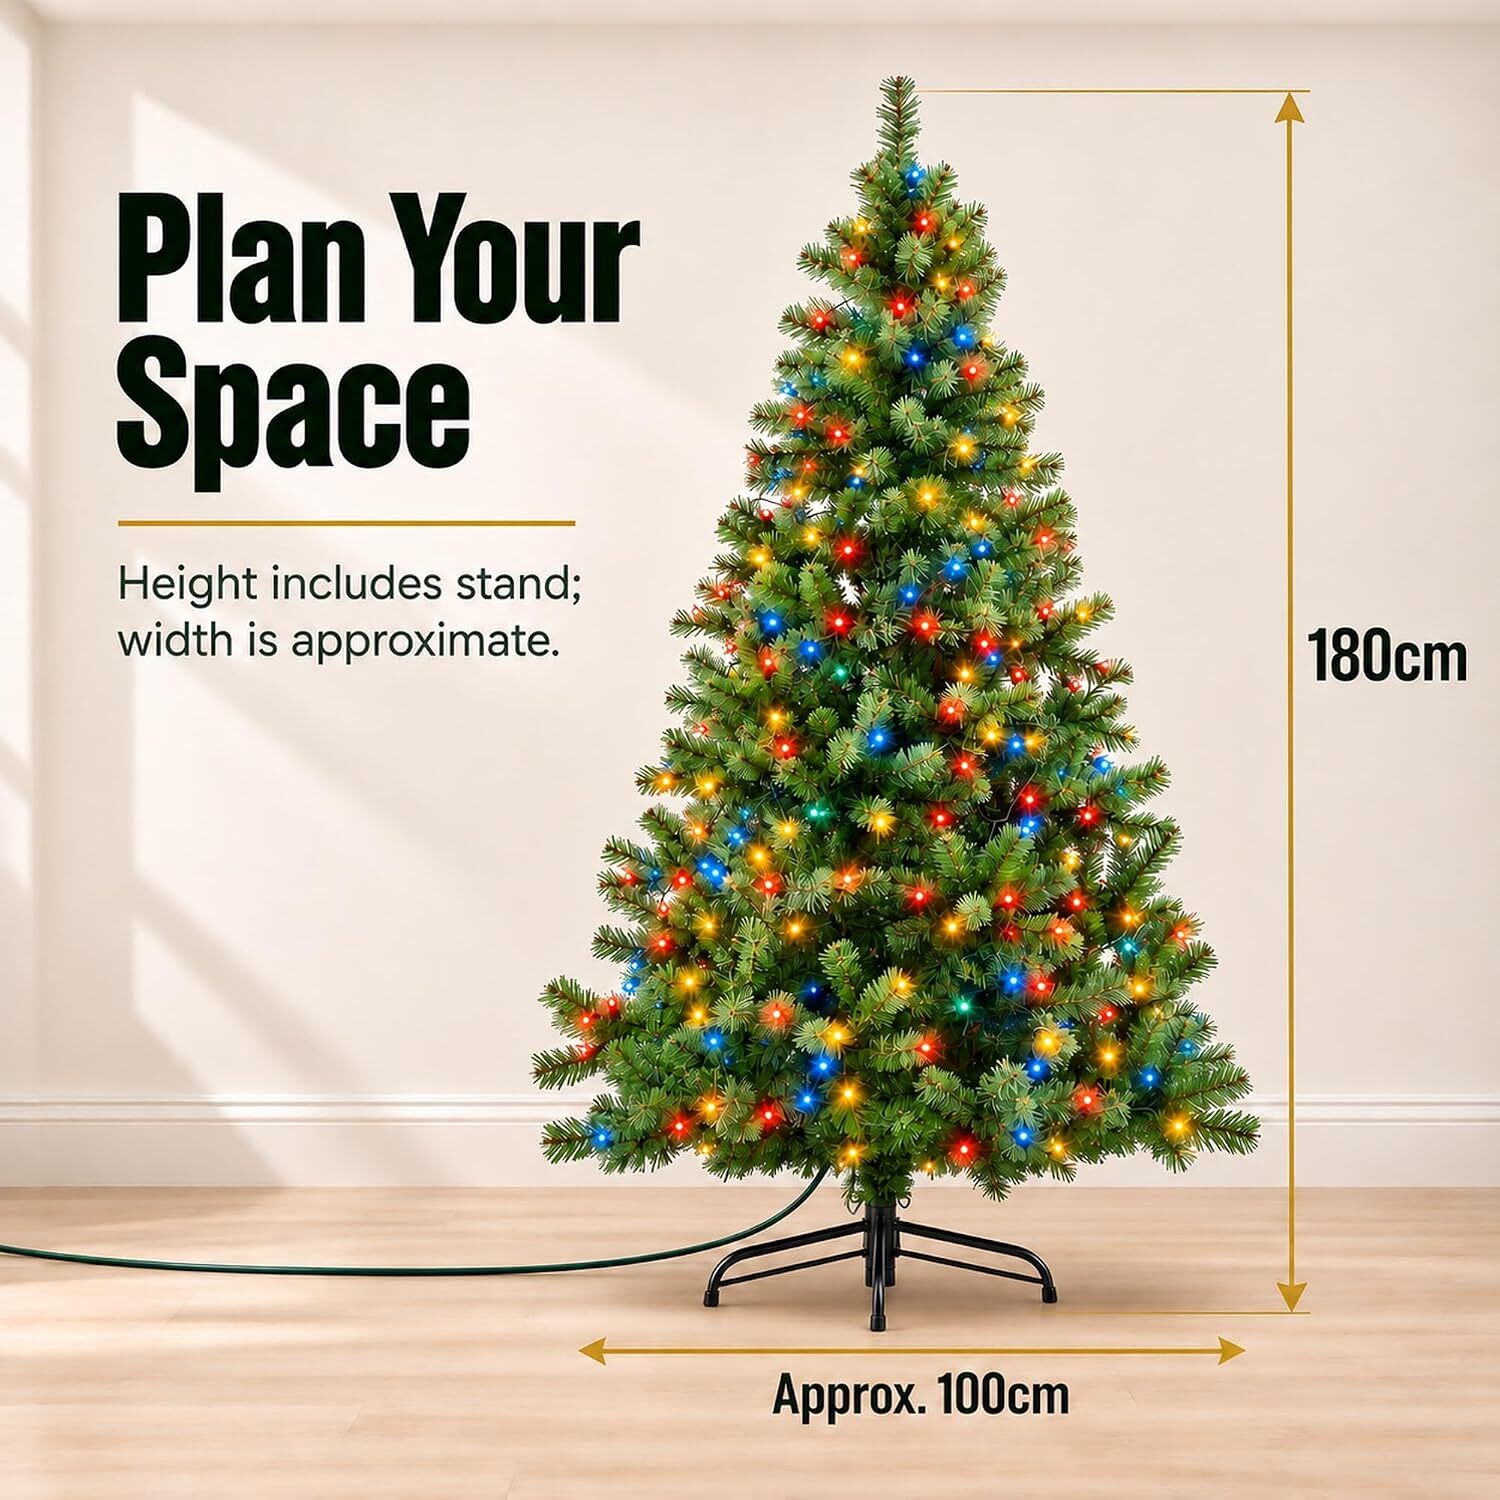 Plan Your
Space
Height includes stand;
width is approximate.
180cm
Approx. 100cm